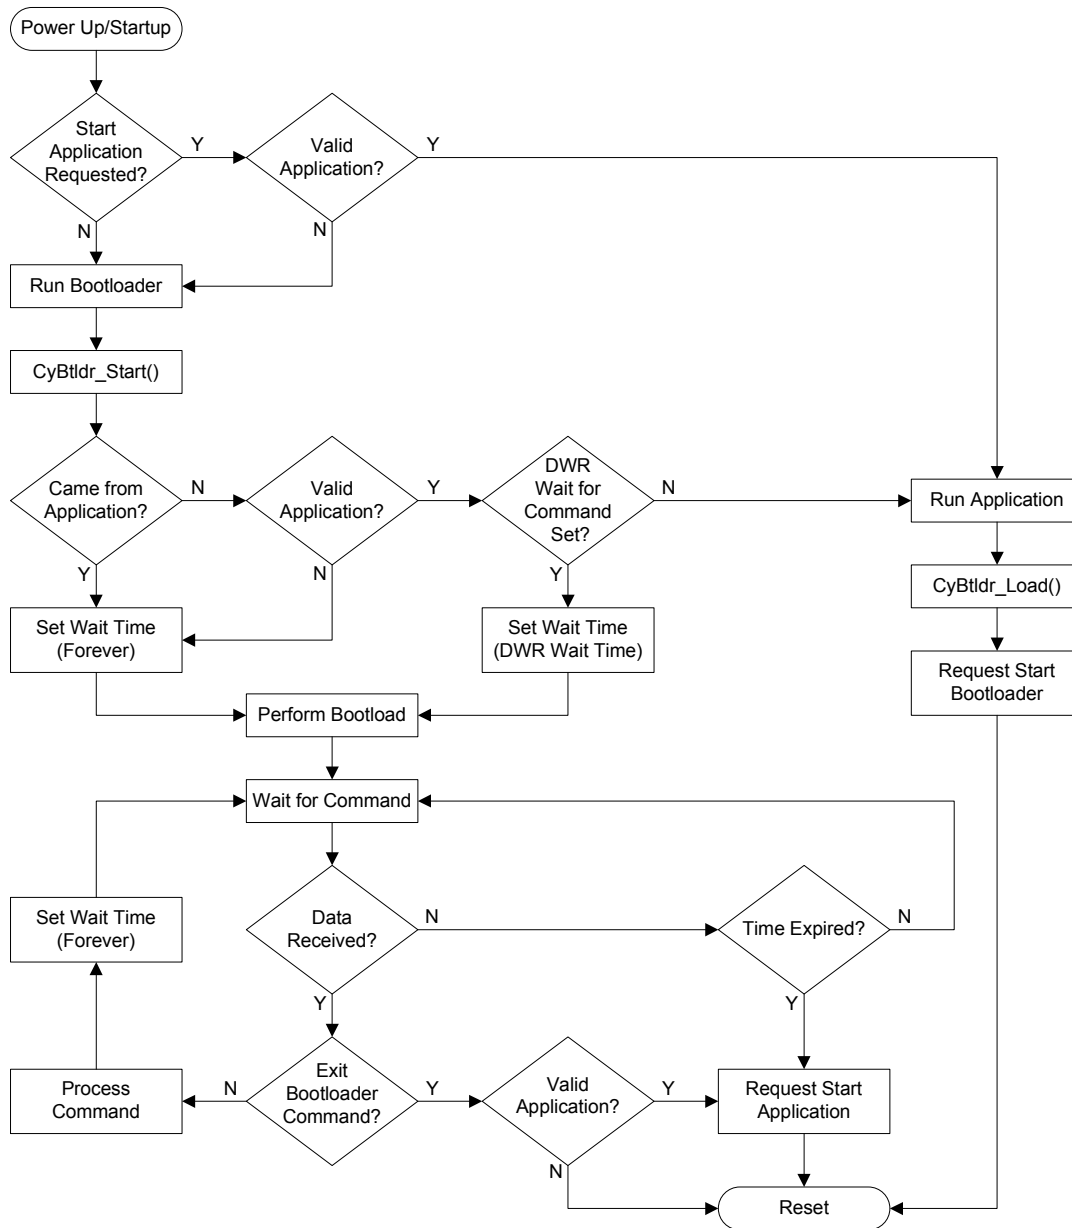 Power Up/Startup
Start
Application
Requested?
Y
Valid
Application?
Y
N
N
Run Bootloader
CyBtldr_Start()
Came from
Application?
N
Valid
Application?
Y
DWR
Wait for
Command
Set?
N
Run Application
Y
N
Y
CyBtldr_Load()
Set Wait Time
(Forever)
Set Wait Time
(DWR Wait Time)
Request Start
Bootloader
Perform Bootload
Wait for Command
Set Wait Time
(Forever)
Data
Received?
N
Time Expired?
N
Y
Y
Process
Command
N
Exit
Bootloader
Command?
Y
Valid
Application?
Y
Request Start
Application
N
Reset